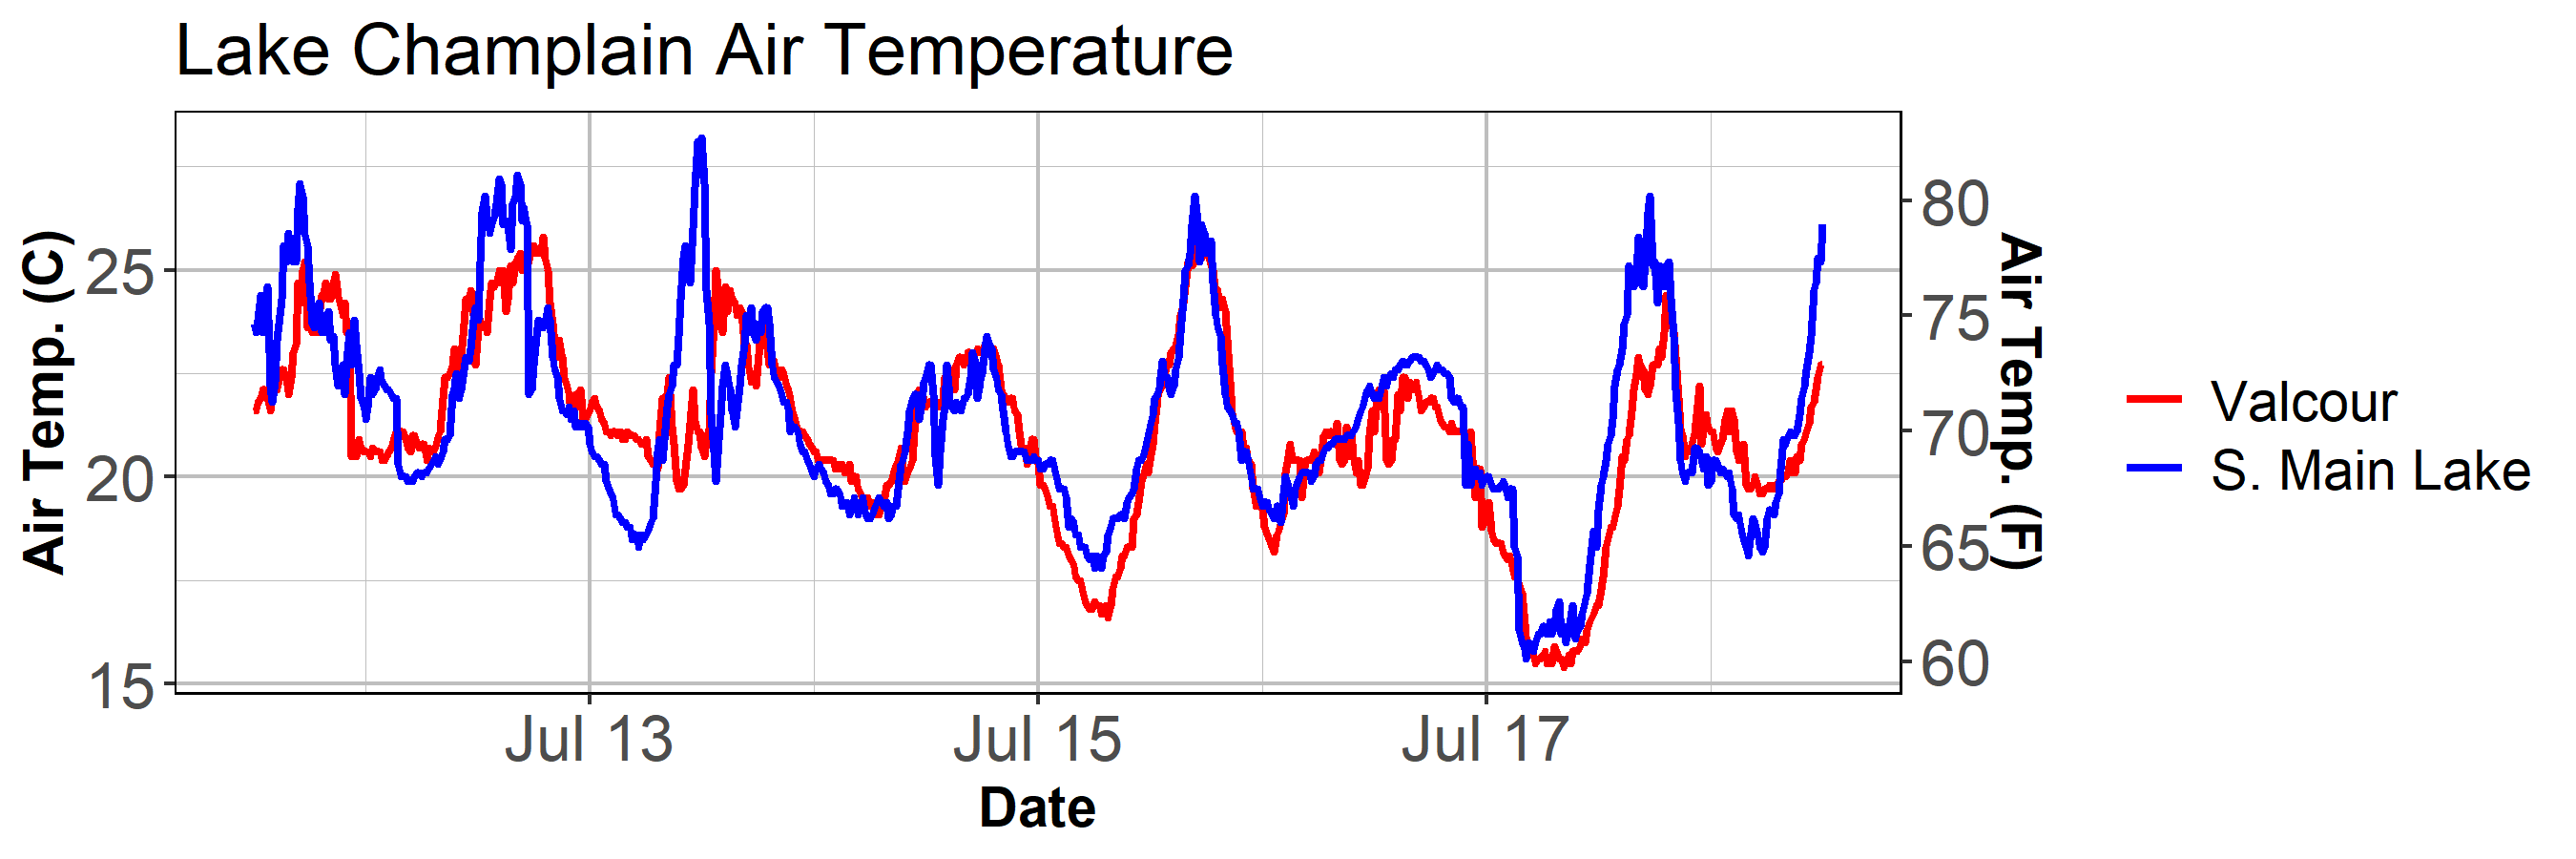 Lake Champlain Air Temperature
Air Temp. (C)
25
20
15
80
75
70
65
60
Air Temp. (F)
Jul 13 Jul 15 Jul 17
Date
Valcour
S. Main Lake